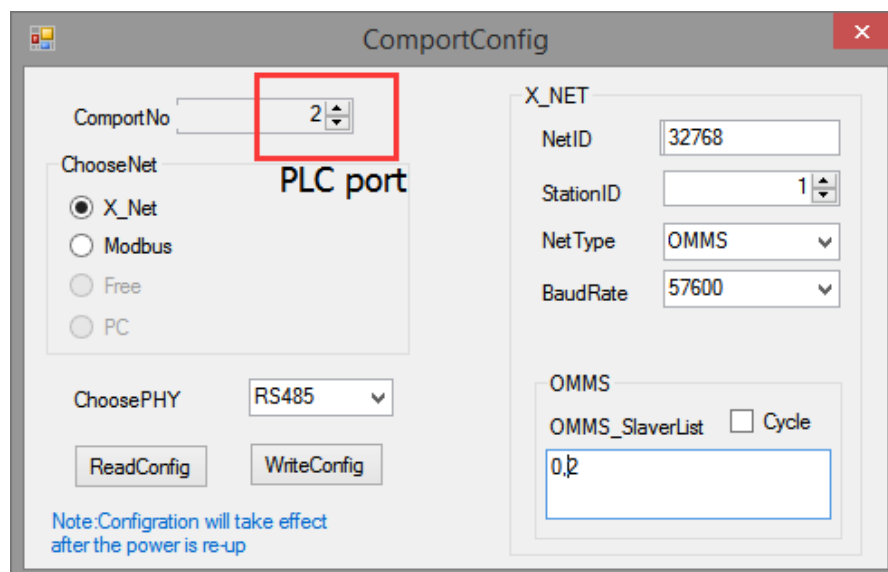 ComportConfig
ComportNo 2
PLC port
ChooseNet
X_Net
Modbus
Free
PC
ChoosePHY RS485
ReadConfig WriteConfig
Note:Configration will take effect
after the power is re-up
X_NET
NetID 32768
StationID 1
NetType OMMS
BaudRate 57600
OMMS
OMMS_SlaverList Cycle
0,2